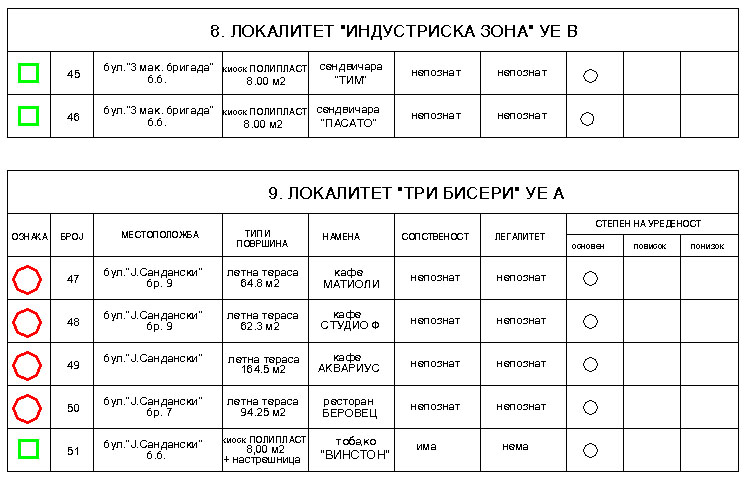 8. ЛОКАЛИТЕТ "ИНДУСТРИСКА ЗОНА" УЕ В
45 бул."3 мак. бригада" б.б. киоск ПОЛИПЛАСТ 8.00 м2 сендвичара "ТИМ" непознат непознат
46 бул."3 мак. бригада" б.б. киоск ПОЛИПЛАСТ 8.00 м2 сендвичара "ПАСАТО" непознат непознат
9. ЛОКАЛИТЕТ "ТРИ БИСЕРИ" УЕ А
ОЗНАКА БРОЈ МЕСТОПОЛОЖБА ТИП И ПОВРШИНА НАМЕНА СОПСТВЕНОСТ ЛЕГАЛИТЕТ СТЕПЕН НА УРЕДЕНОСТ
основен повисок понизок
47 бул."Ј.Сандански" бр. 9 летна тераса 64.8 м2 кафе МАТИОЛИ непознат непознат
48 бул."Ј.Сандански" бр. 9 летна тераса 62.3 м2 кафе СТУДИО Ф непознат непознат
49 бул."Ј.Сандански" летна тераса 164.5 м2 кафе АКВАРИУС непознат непознат
50 бул."Ј.Сандански" бр. 7 летна тераса 94.25 м2 ресторан БЕРОВЕЦ непознат непознат
51 бул."Ј.Сандански" б.б. киоск ПОЛИПЛАСТ 8,00 м2 + настрешница тобако "ВИНСТОН" има нема